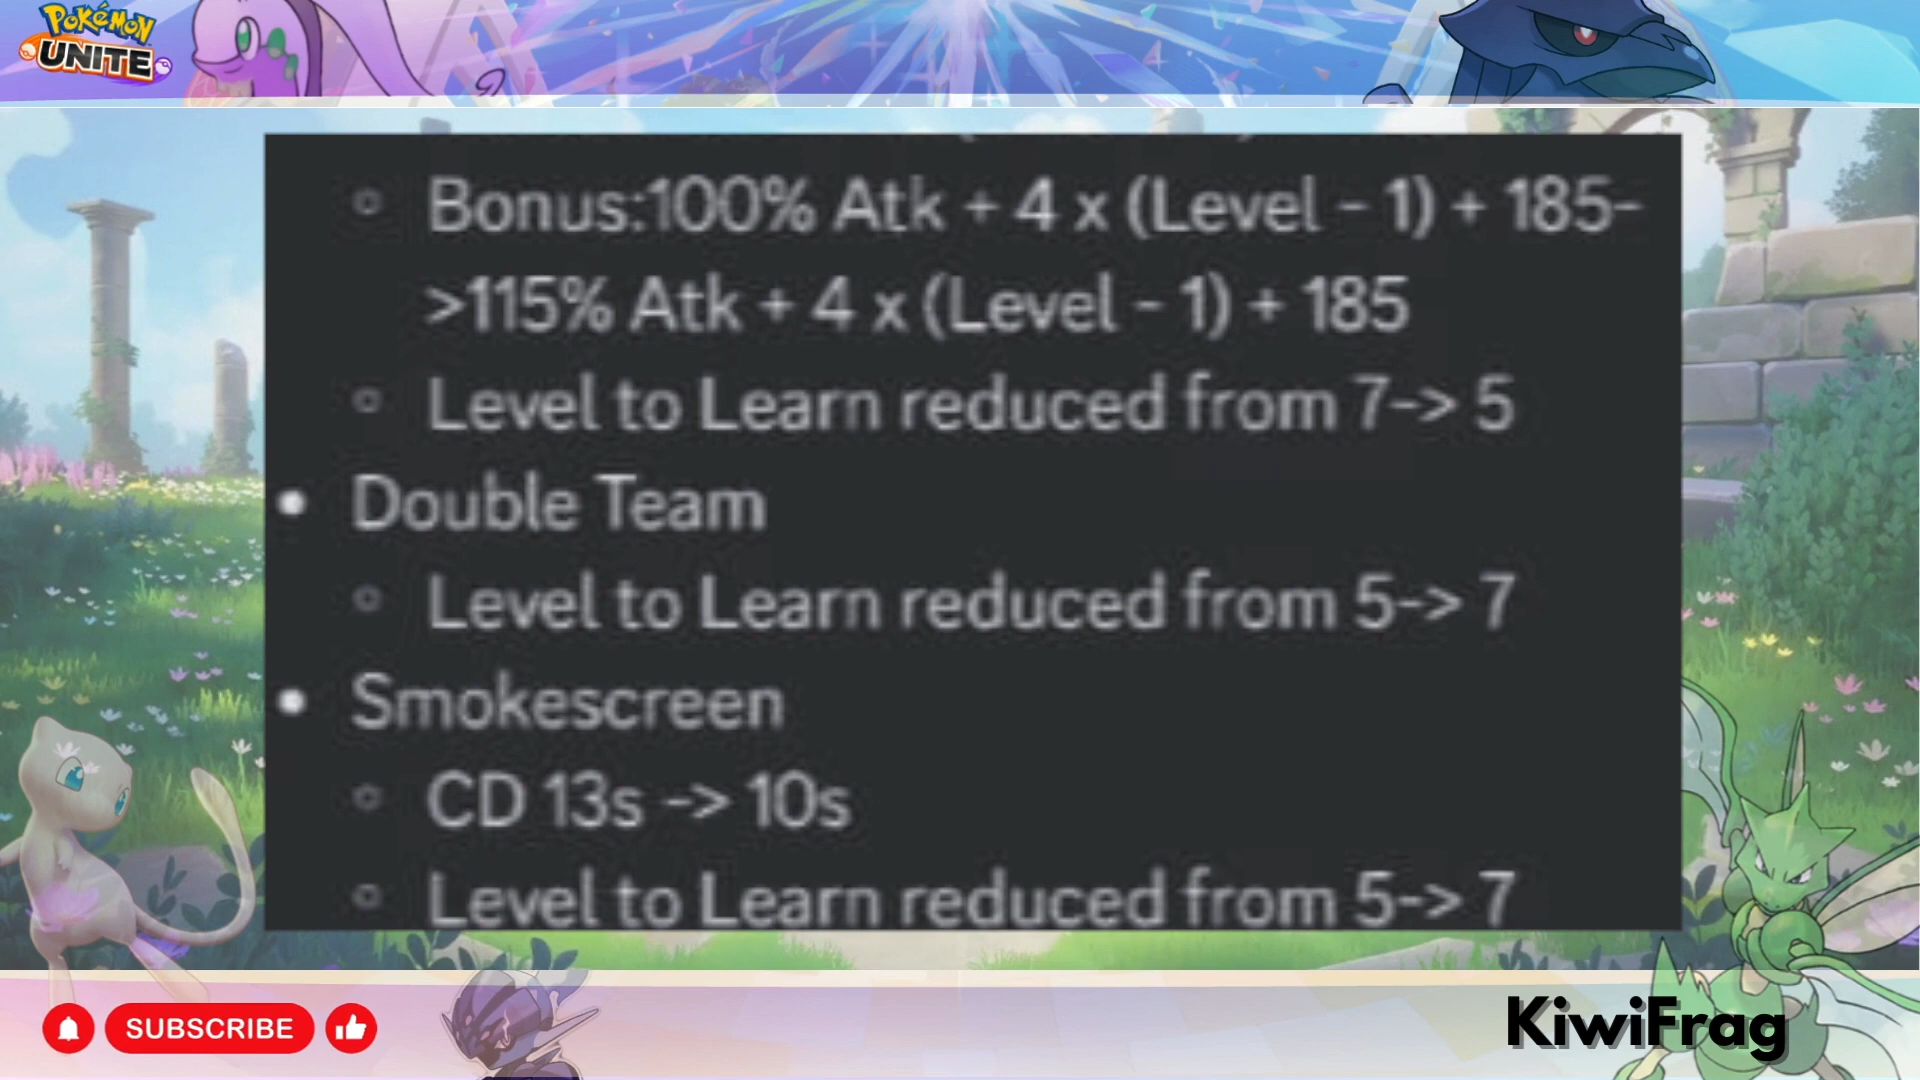 Pokémon
UNITE
Bonus:100% Atk + 4 x (Level - 1) + 185-
>115% Atk + 4 x (Level - 1) + 185
Level to Learn reduced from 7-> 5
Double Team
Level to Learn reduced from 5-> 7
Smokescreen
CD 13s -> 10s
Level to Learn reduced from 5-> 7
SUBSCRIBE
KiwiFrag